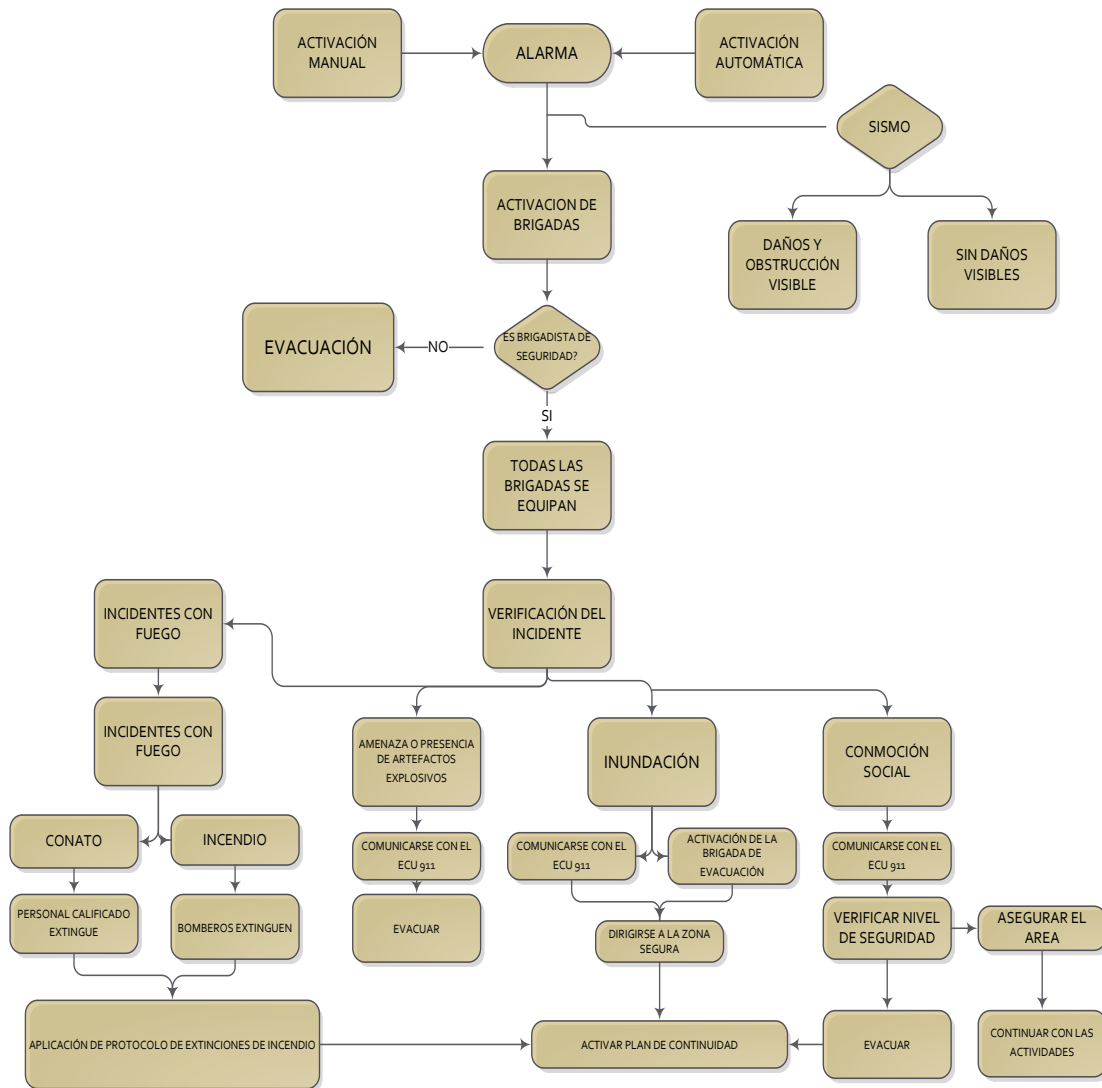 ACTIVACIÓN
MANUAL
ALARMA
ACTIVACIÓN
AUTOMÁTICA
SISMO
ACTIVACION DE
BRIGADAS
DAÑOS Y
OBSTRUCCIÓN
VISIBLE
SIN DAÑOS
VISIBLES
EVACUACIÓN
NO
ES BRIGADISTA DE
SEGURIDAD?
SI
TODAS LAS
BRIGADAS SE
EQUIPAN
INCIDENTES CON
FUEGO
VERIFICACIÓN DEL
INCIDENTE
INCIDENTES CON
FUEGO
AMENAZA O PRESENCIA
DE ARTEFACTOS
EXPLOSIVOS
INUNDACIÓN
CONMOCIÓN
SOCIAL
CONATO
INCENDIO
COMUNICARSE CON EL
ECU 911
COMUNICARSE CON EL
ECU 911
ACTIVACIÓN DE LA
BRIGADA DE
EVACUACIÓN
COMUNICARSE CON EL
ECU 911
PERSONAL CALIFICADO
EXTINGUE
BOMBEROS EXTINGUEN
EVACUAR
DIRIGIRSE A LA ZONA
SEGURA
VERIFICAR NIVEL
DE SEGURIDAD
ASEGURAR EL
AREA
APLICACIÓN DE PROTOCOLO DE EXTINCIONES DE INCENDIO
ACTIVAR PLAN DE CONTINUIDAD
EVACUAR
CONTINUAR CON LAS
ACTIVIDADES